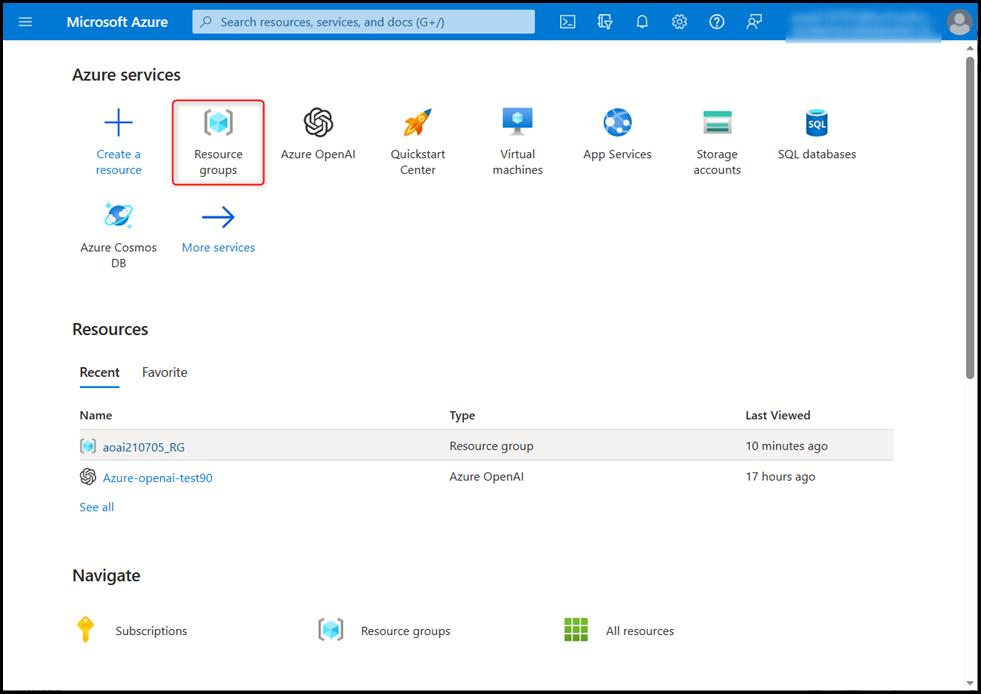 Microsoft Azure
Search resources, services, and docs (G+/)
Azure services
Create a
resource
Resource
groups
Azure OpenAI
Quickstart
Center
Virtual
machines
App Services
Storage
accounts
SQL
SQL databases
Azure Cosmos
DB
More services
Resources
Recent Favorite
Name Type Last Viewed
aoai210705_RG Resource group 10 minutes ago
Azure-openai-test90 Azure OpenAI 17 hours ago
See all
Navigate
Subscriptions Resource groups All resources